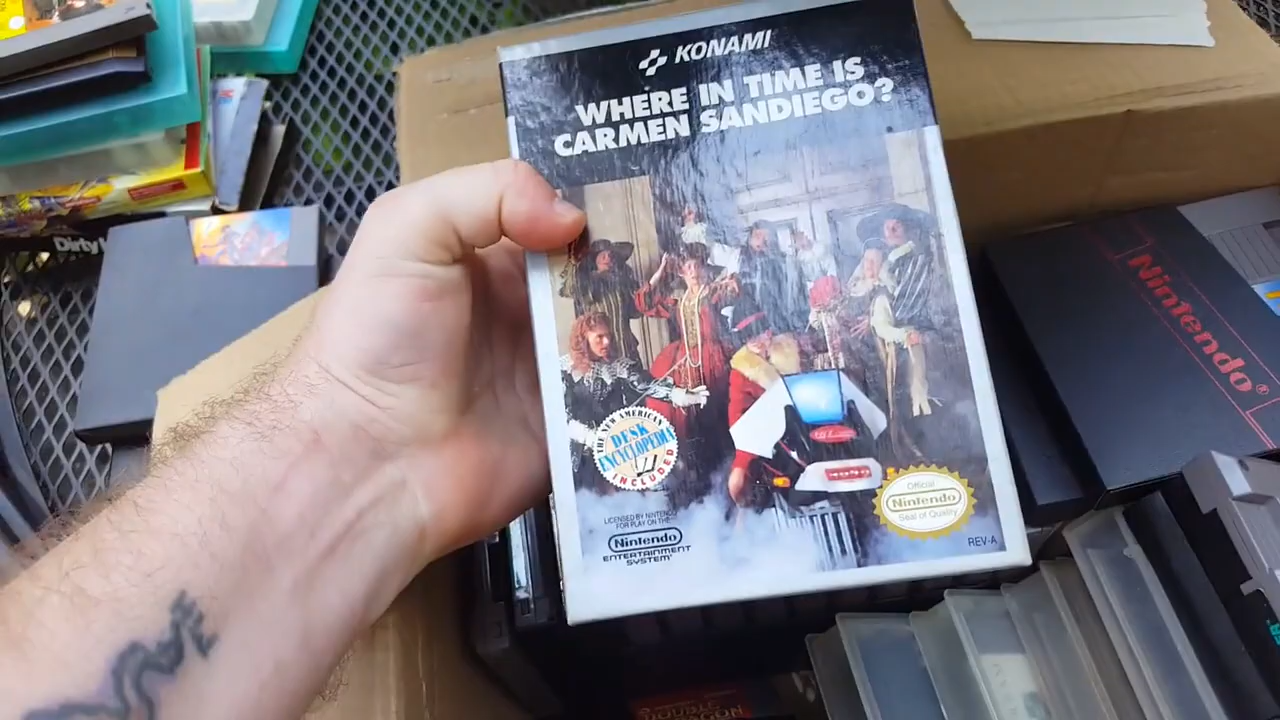 KONAMI
WHERE IN TIME IS
CARMEN SANDIEGO?
THE NEW AMERICAN
DESK
ENCYCLOPEDIA
INCLUDED
LICENSED BY NINTENDO
FOR PLAY ON THE
Nintendo
ENTERTAINMENT
SYSTEM
Official
Nintendo
Seal of Quality
REV-A
Nintendo®
Dirty
DOUBLE